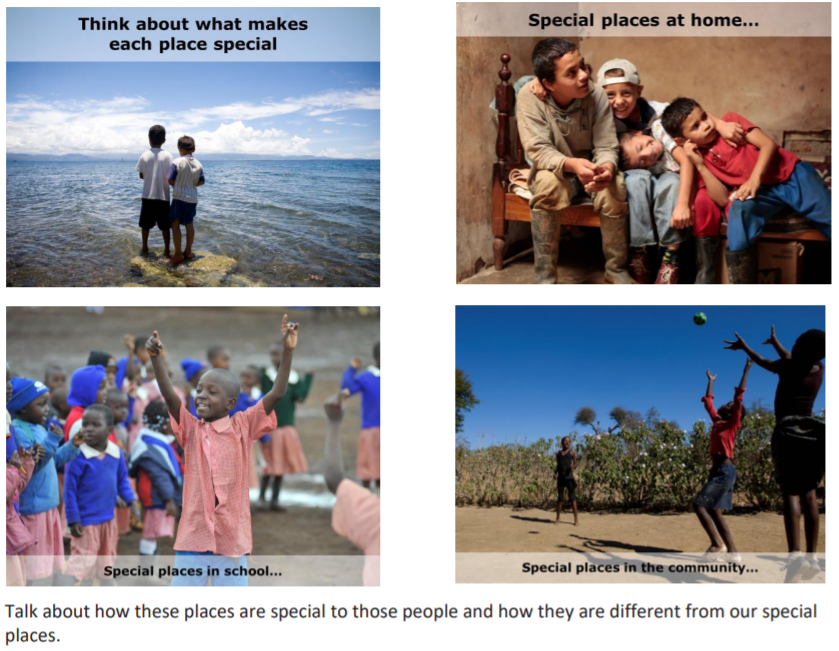 Think about what makes
each place special
Special places at home...
Special places in school...
Special places in the community...
Talk about how these places are special to those people and how they are different from our special
places.